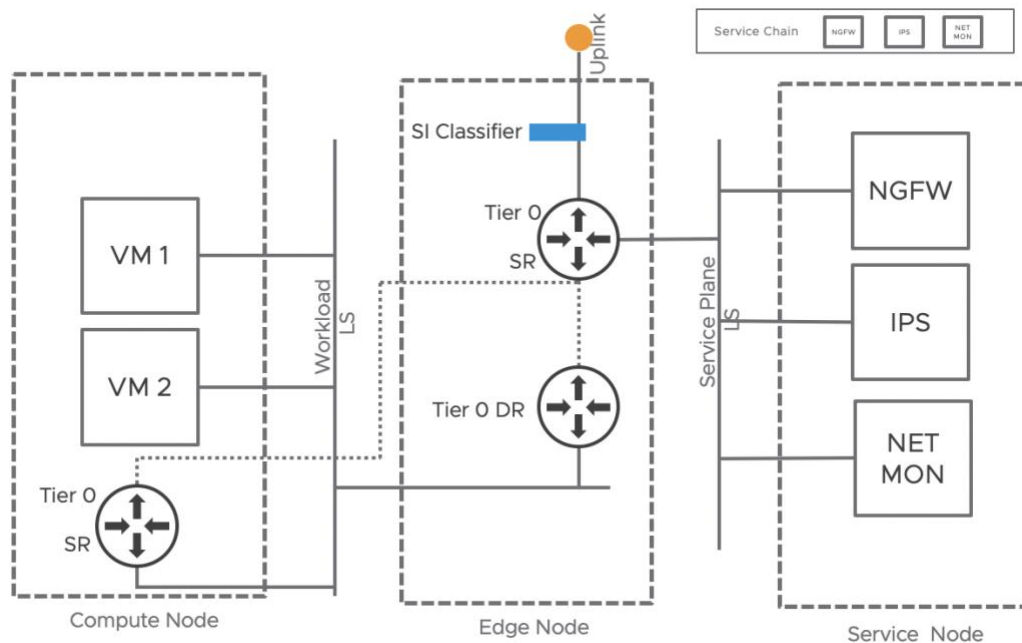 Service Chain
NGFW
IPS
NET
MON
Uplink
SI Classifier
Tier 0
SR
VM 1
VM 2
Workload
LS
Tier 0 DR
Tier 0
SR
Service Plane
LS
NGFW
IPS
NET
MON
Compute Node
Edge Node
Service Node